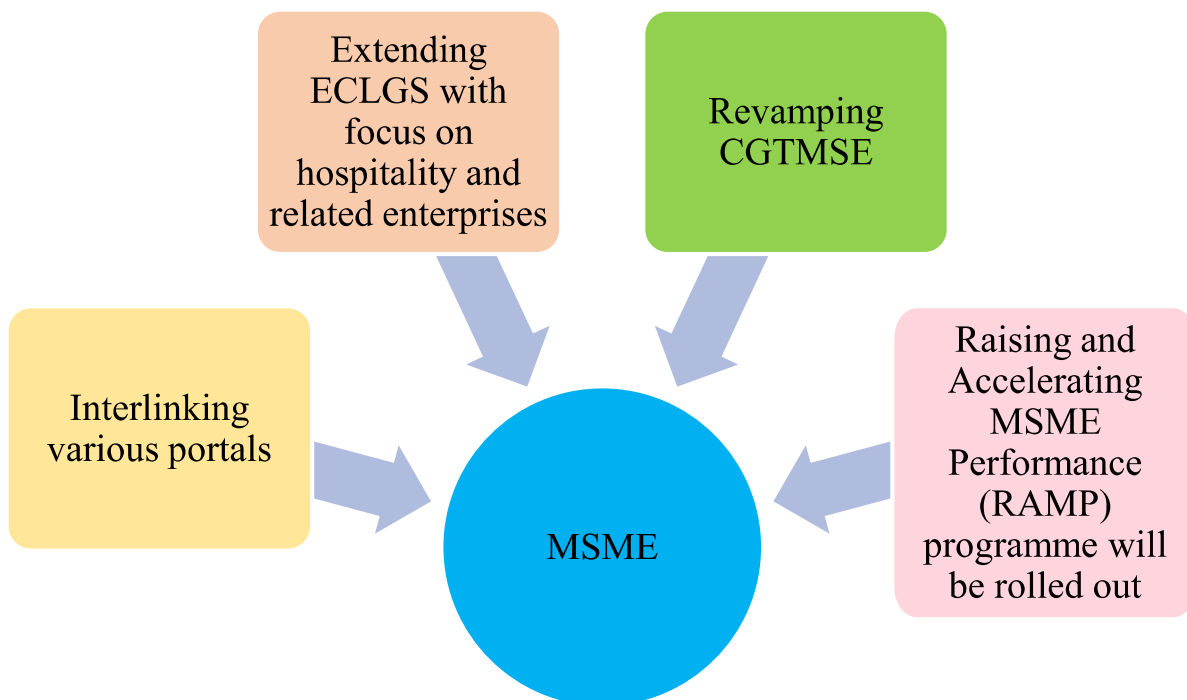 Extending
ECLGS with
focus on
hospitality and
related enterprises
Revamping
CGTMSE
Interlinking
various portals
Raising and
Accelerating
MSME
Performance
(RAMP)
programme will
be rolled out
MSME